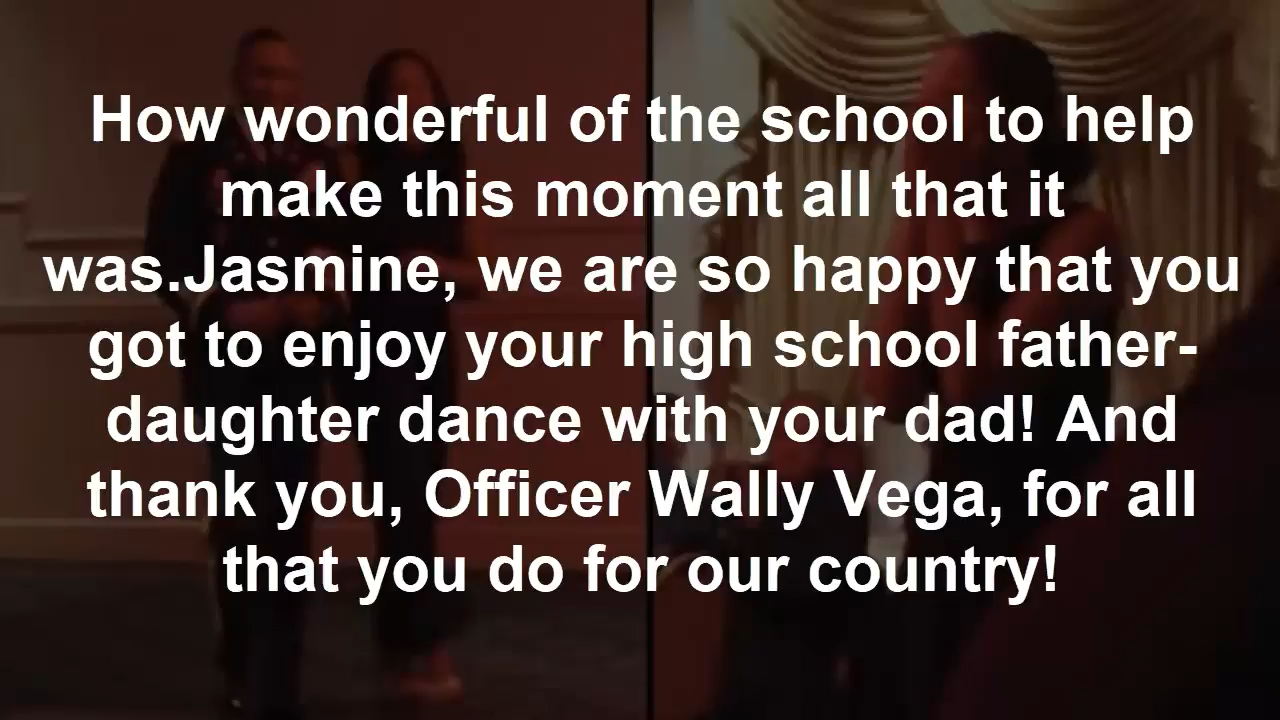 How wonderful of the school to help
make this moment all that it
was.Jasmine, we are so happy that you
got to enjoy your high school father-
daughter dance with your dad! And
thank you, Officer Wally Vega, for all
that you do for our country!